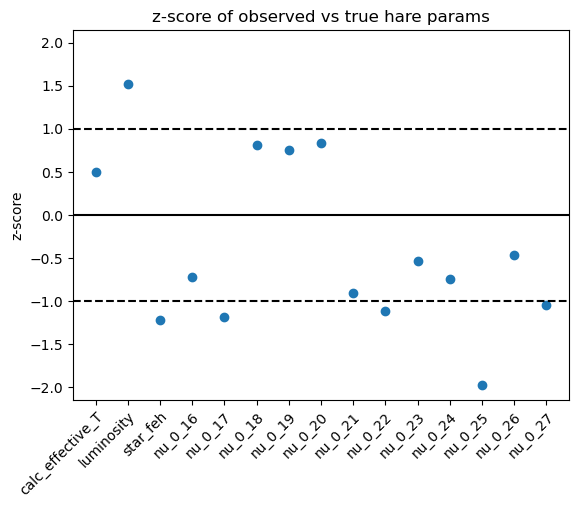 z-score of observed vs true hare params
2.0
1.5
1.0
0.5
0.0
−0.5
−1.0
−1.5
−2.0
z-score
calc_effective_T
luminosity
star_feh
nu_0_16
nu_0_17
nu_0_18
nu_0_19
nu_0_20
nu_0_21
nu_0_22
nu_0_23
nu_0_24
nu_0_25
nu_0_26
nu_0_27